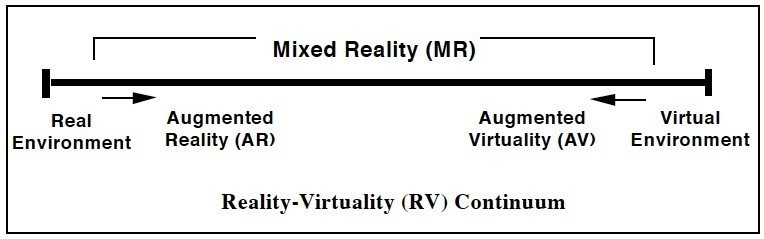 Mixed Reality (MR)
Real
Environment
Augmented
Reality (AR)
Augmented
Virtuality (AV)
Virtual
Environment
Reality-Virtuality (RV) Continuum